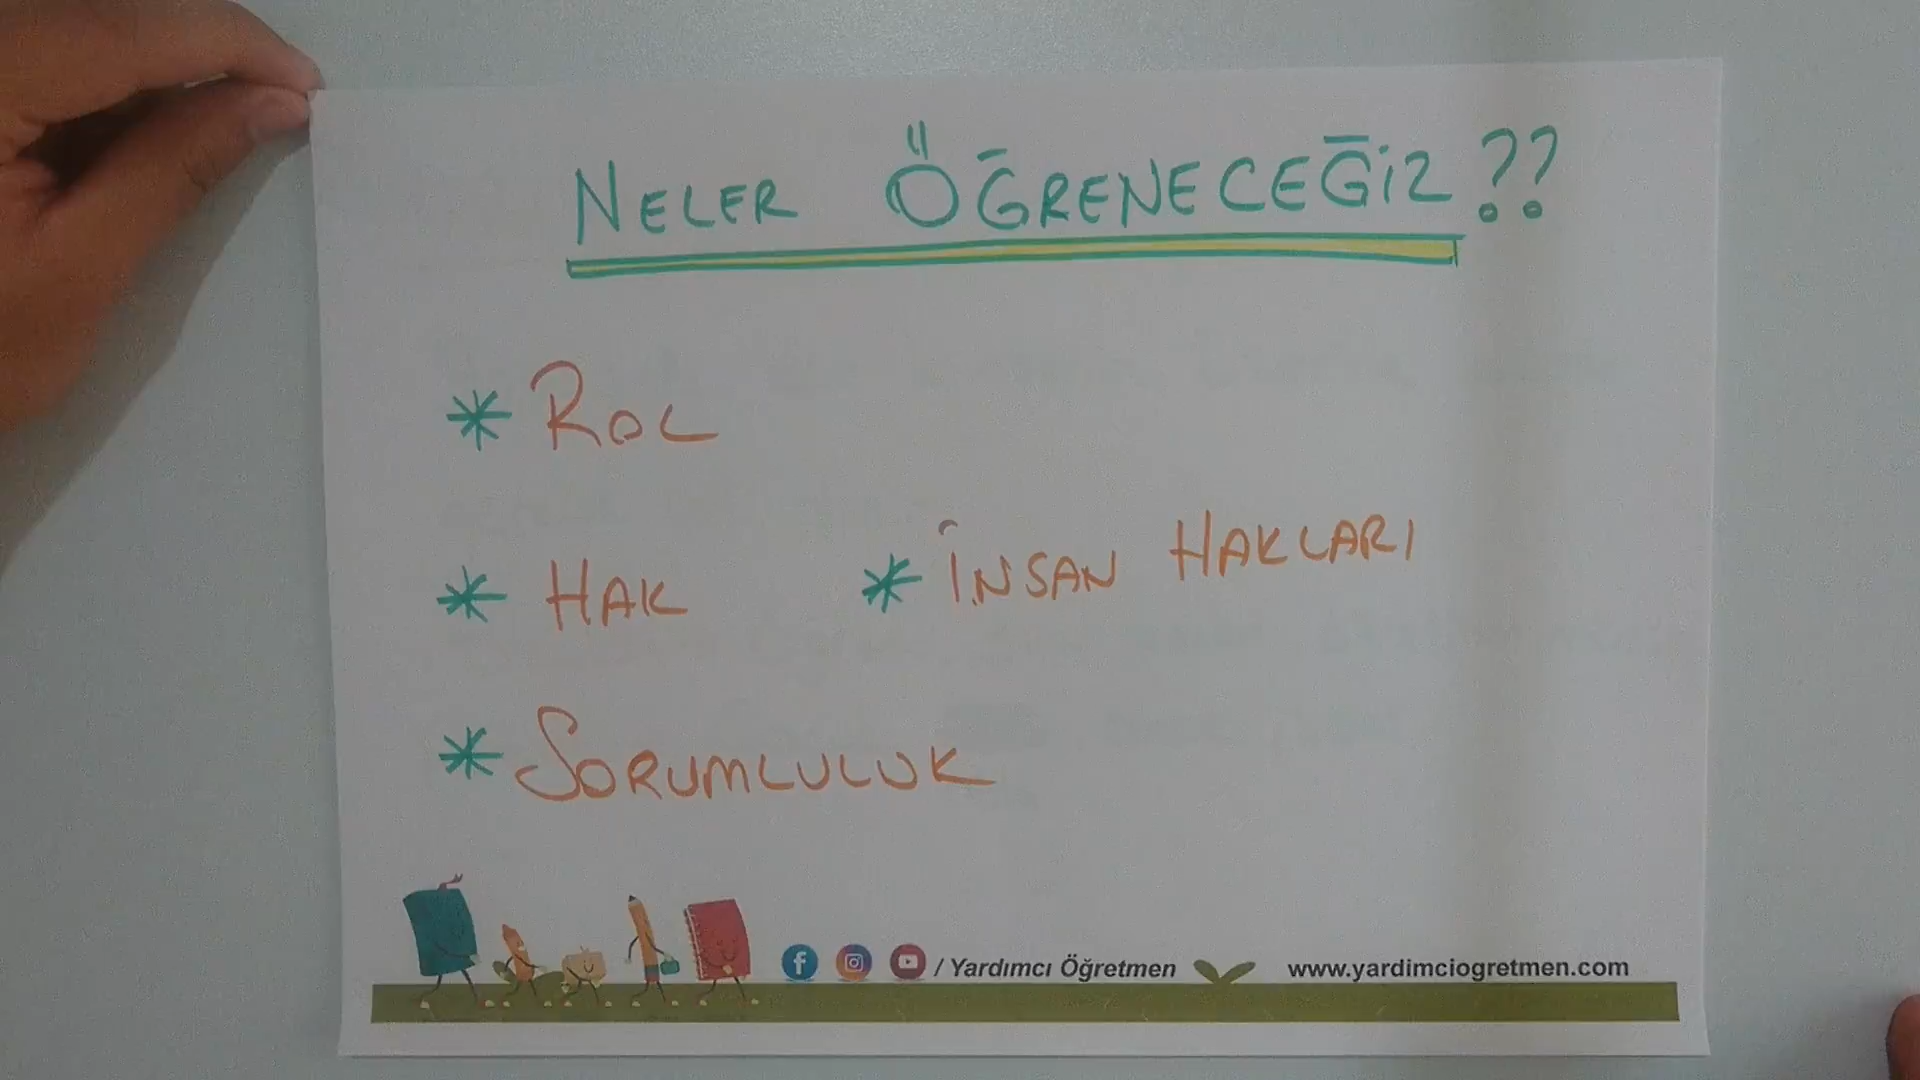 NELER ÖĞRENECEĞİZ??
* ROL
* HAK
* İNSAN HAKLARI
* SORUMLULUK
/ Yardımcı Öğretmen
www.yardimciogretmen.com